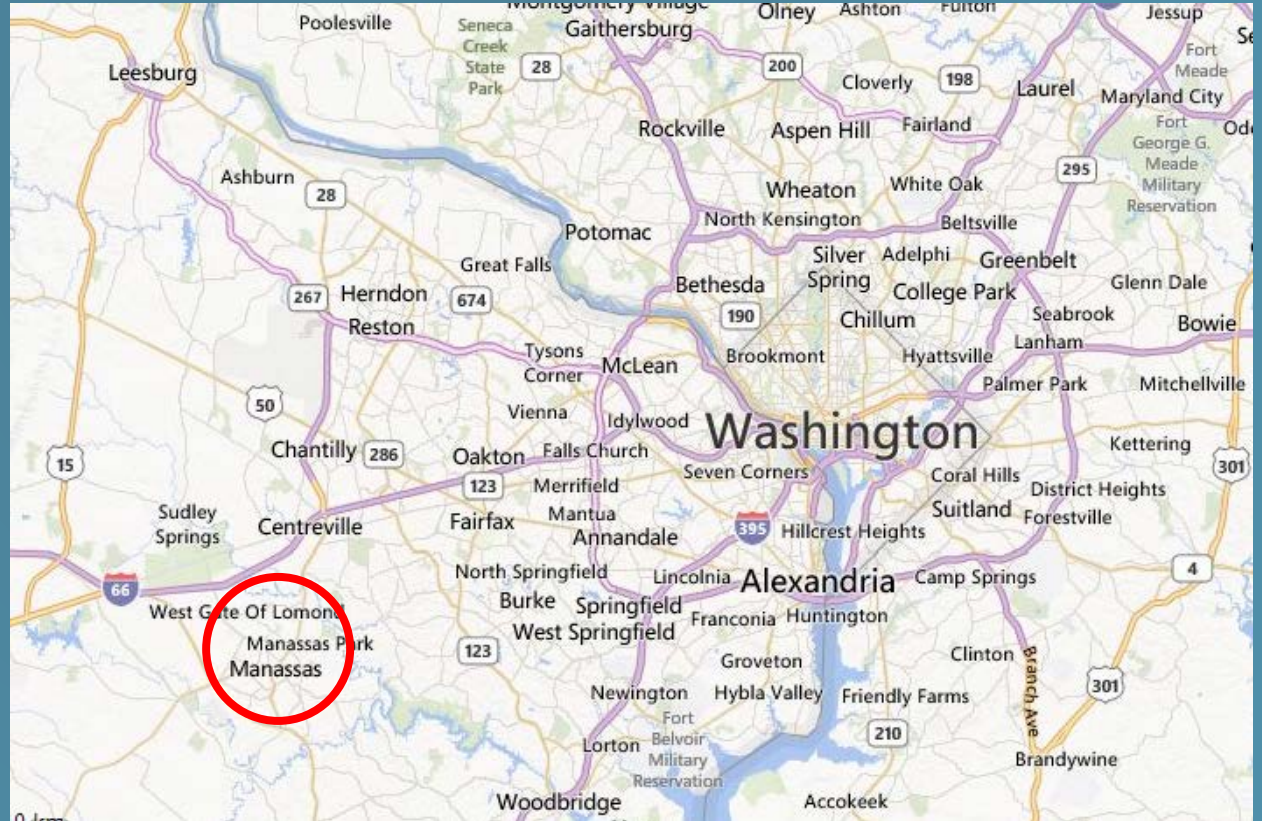 Montgomery Village
Olney
Ashton
Fulton
Jessup
Poolesville
Seneca
Creek
State
Park
Gaithersburg
28
200
Cloverly
198
Laurel
Fort
Meade
Maryland City
Leesburg
Rockville
Aspen Hill
Fairland
Fort
George G.
Meade
Military
Reservation
295
Ashburn
28
Wheaton
White Oak
North Kensington
Beltsville
Potomac
Great Falls
Silver
Spring
Adelphi
Greenbelt
267
Herndon
674
Bethesda
College Park
Glenn Dale
Reston
190
Chillum
Seabrook
Bowie
Tysons
Corner
McLean
Brookmont
Hyattsville
Lanham
Palmer Park
Mitchellville
50
Vienna
Idylwood
Washington
15
Chantilly
286
Oakton
Falls Church
Seven Corners
Kettering
301
123
Merrifield
Coral Hills
District Heights
Sudley
Springs
Centreville
Fairfax
Mantua
Annandale
395
Hillcrest Heights
Suitland
Forestville
66
North Springfield
Lincolnia
Alexandria
Camp Springs
4
West Gate Of Lomond
Burke
Springfield
Franconia
Huntington
Manassas Park
Manassas
123
West Springfield
Groveton
Clinton
Branch Ave
301
Newington
Hybla Valley
Friendly Farms
Lorton
Fort
Belvoir
Military
Reservation
210
Brandywine
Woodbridge
Accokeek